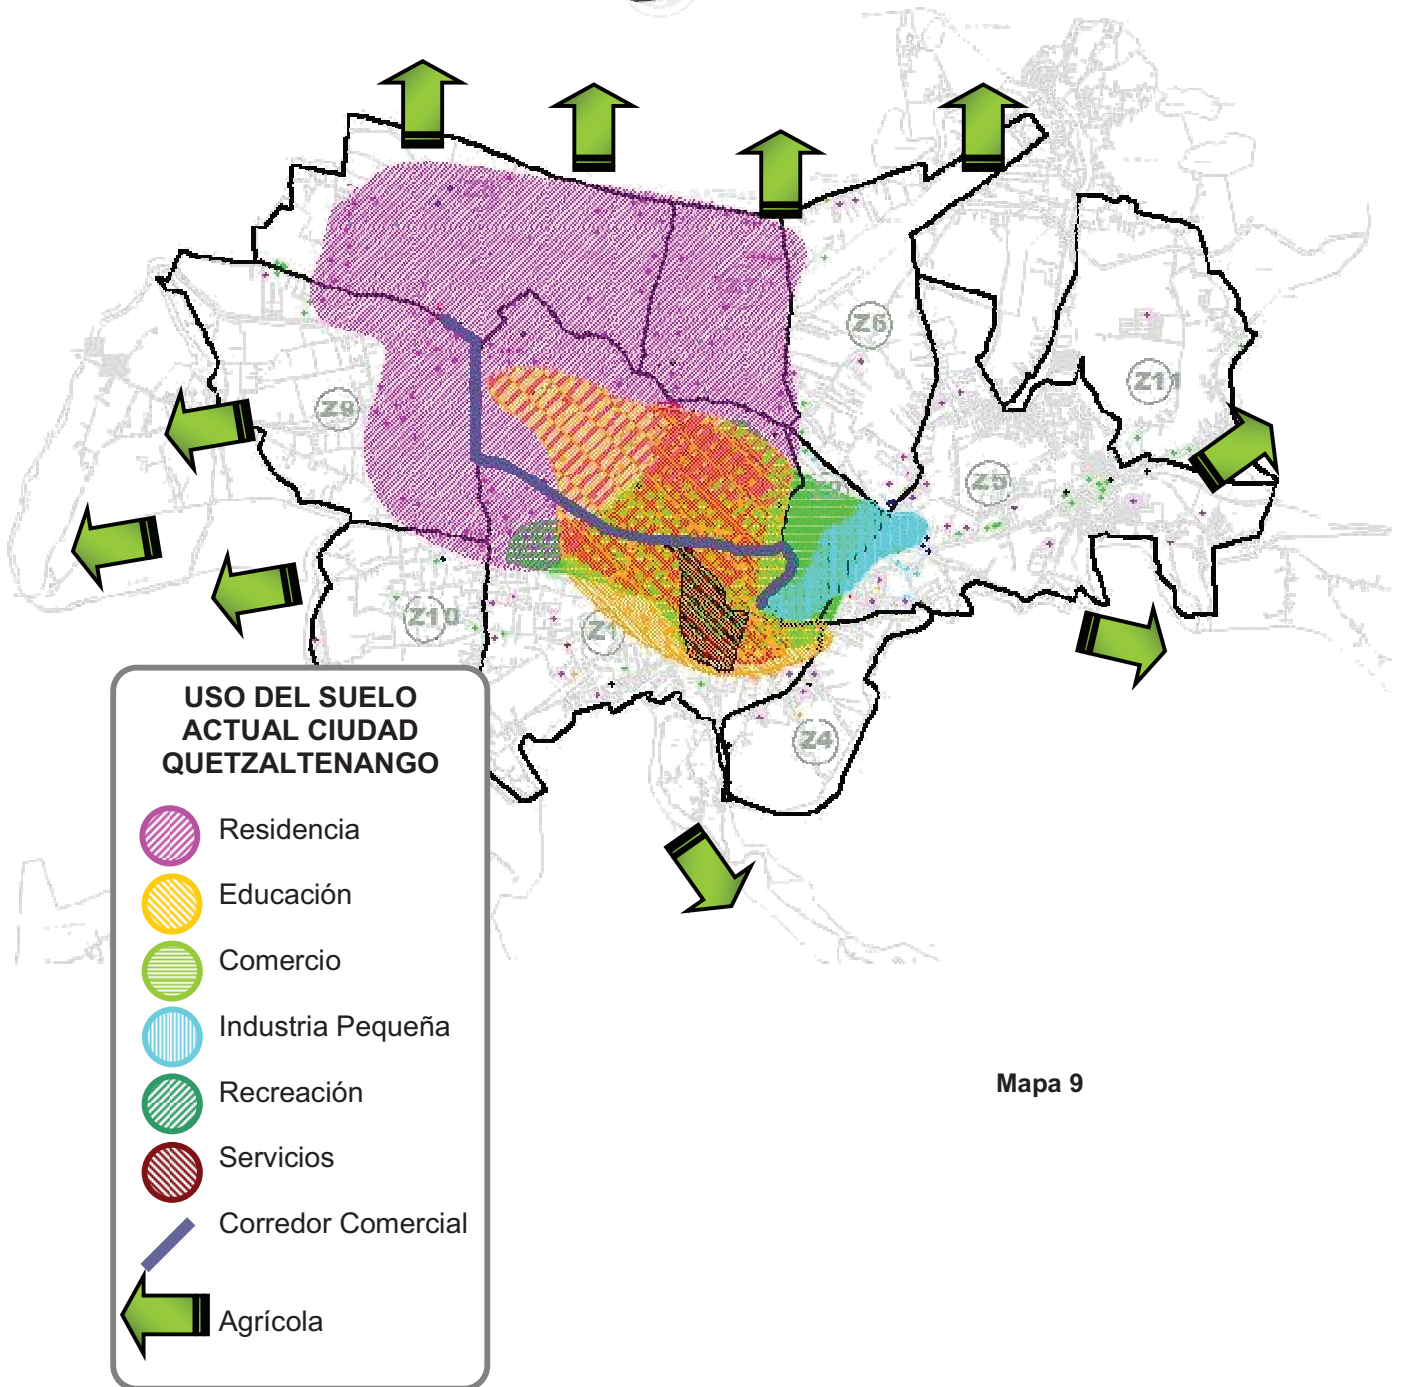 Z8
Z6
Z11
Z9
Z5
Z10
Z1
Z4
USO DEL SUELO
ACTUAL CIUDAD
QUETZALTENANGO
Residencia
Educación
Comercio
Industria Pequeña
Recreación
Servicios
Corredor Comercial
Agrícola
Mapa 9